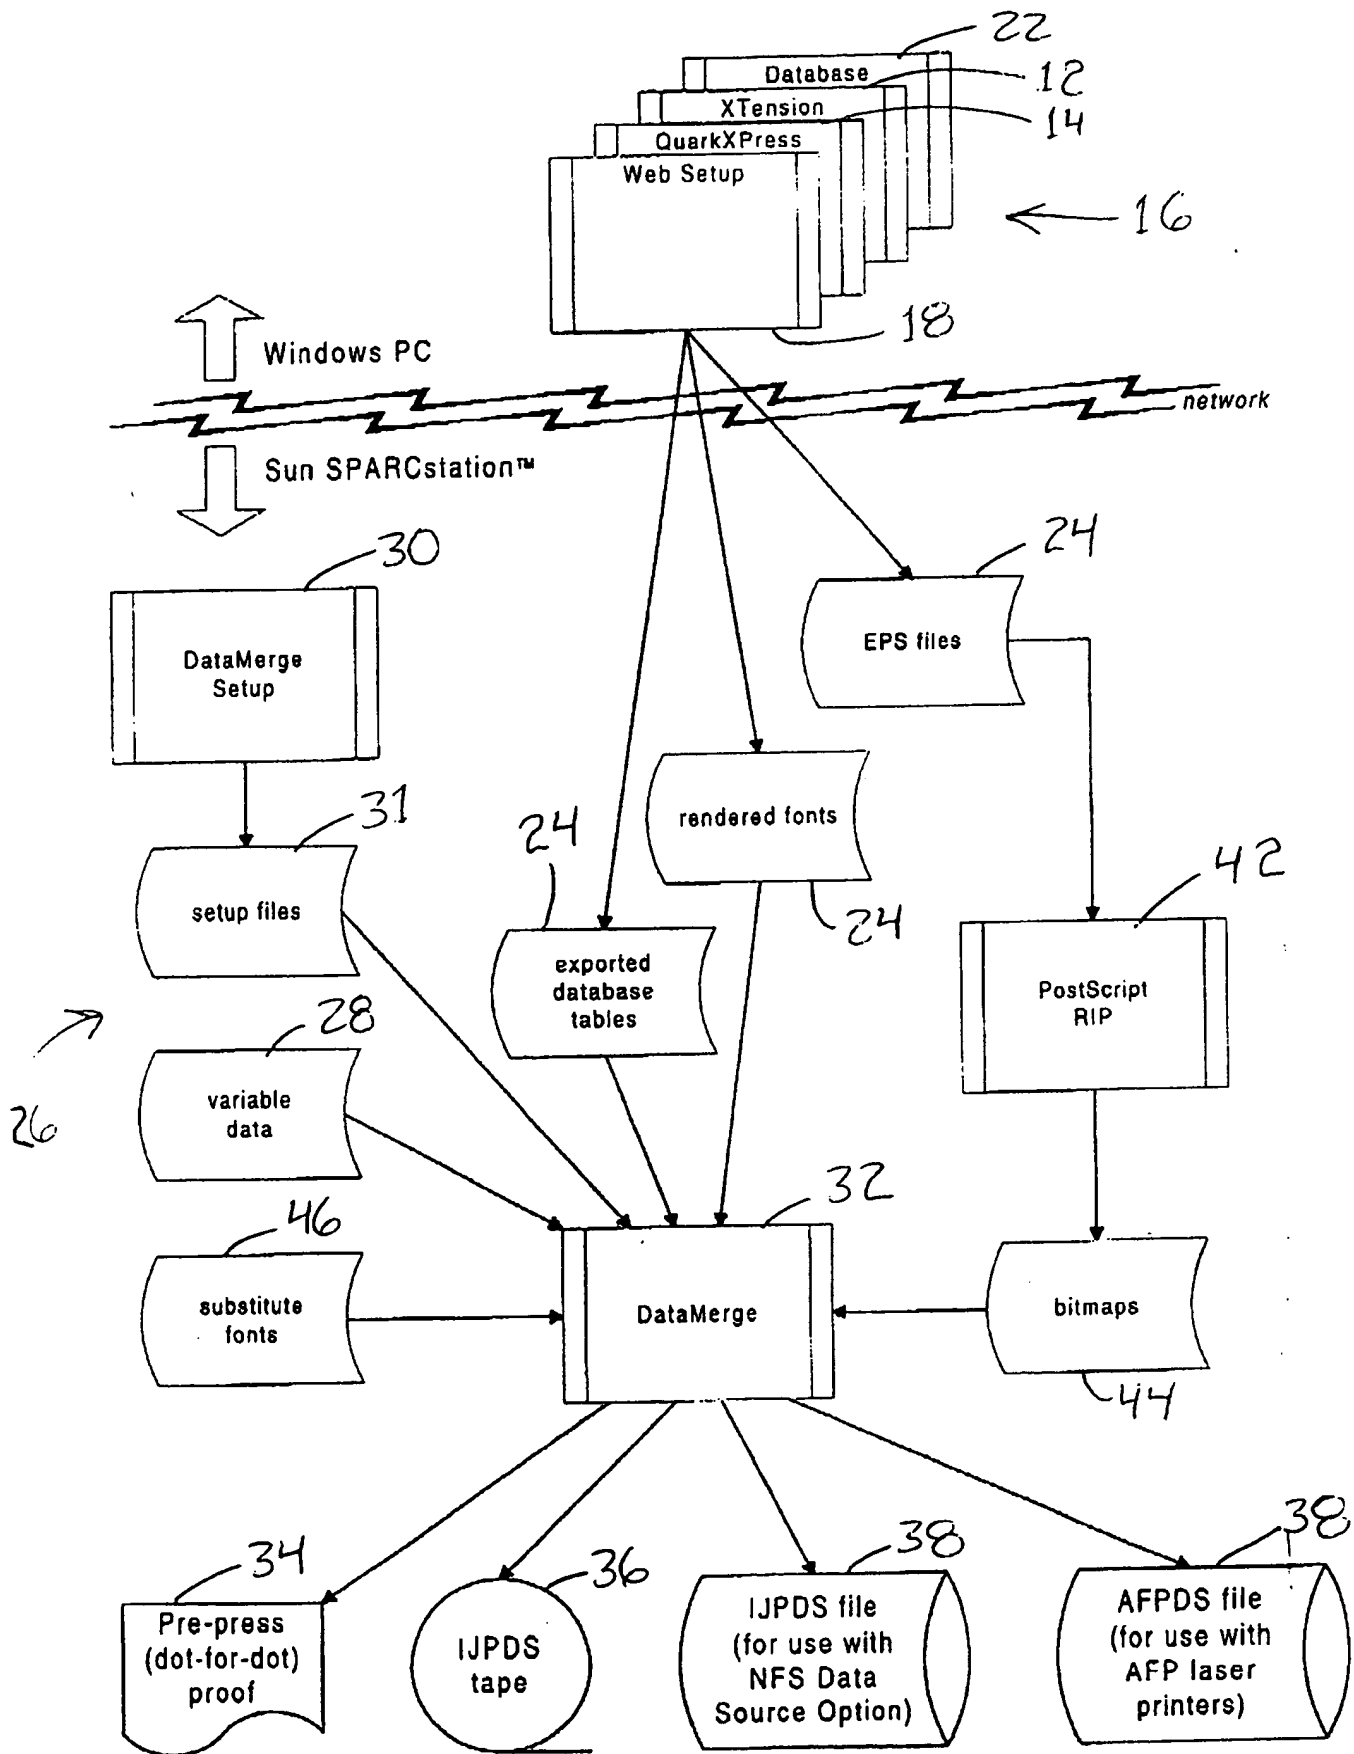 22
Database
12
XTension
14
QuarkXPress
Web Setup
16
18
Windows PC
network
Sun SPARCstation™
30
24
DataMerge
Setup
EPS files
31
24
rendered fonts
42
setup files
24
exported
database
tables
PostScript
RIP
28
variable
data
26
32
46
substitute
fonts
DataMerge
bitmaps
44
34
36
38
38
Pre-press
(dot-for-dot)
proof
IJPDS
tape
IJPDS file
(for use with
NFS Data
Source Option)
AFPDS file
(for use with
AFP laser
printers)